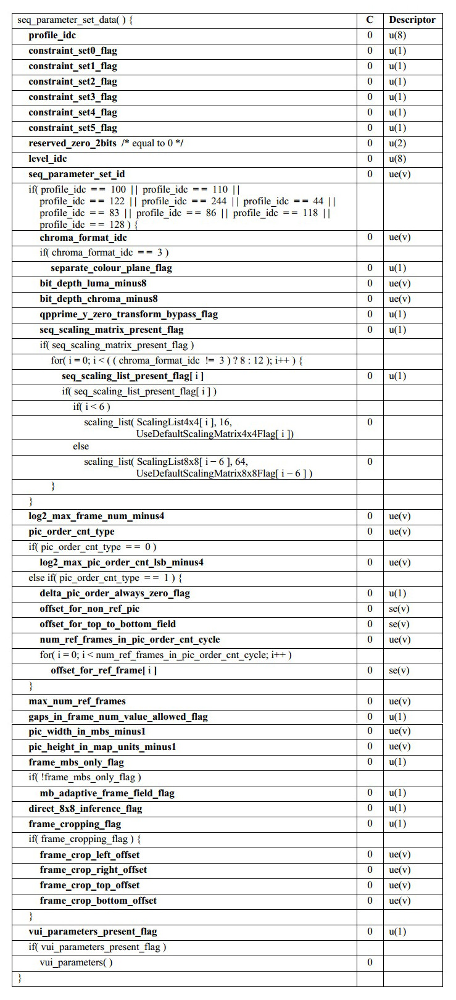 seq_parameter_set_data( ) { C Descriptor
profile_idc 0 u(8)
constraint_set0_flag 0 u(1)
constraint_set1_flag 0 u(1)
constraint_set2_flag 0 u(1)
constraint_set3_flag 0 u(1)
constraint_set4_flag 0 u(1)
constraint_set5_flag 0 u(1)
reserved_zero_2bits /* equal to 0 */ 0 u(2)
level_idc 0 u(8)
seq_parameter_set_id 0 ue(v)
if( profile_idc = = 100 | | profile_idc = = 110 | |
profile_idc = = 122 | | profile_idc = = 244 | | profile_idc = = 44 | |
profile_idc = = 83 | | profile_idc = = 86 | | profile_idc = = 118 | |
profile_idc = = 128 ) {
chroma_format_idc 0 ue(v)
if( chroma_format_idc = = 3 )
separate_colour_plane_flag 0 u(1)
bit_depth_luma_minus8 0 ue(v)
bit_depth_chroma_minus8 0 ue(v)
qpprime_y_zero_transform_bypass_flag 0 u(1)
seq_scaling_matrix_present_flag 0 u(1)
if( seq_scaling_matrix_present_flag )
for( i = 0; i < ( ( chroma_format_idc != 3 ) ? 8 : 12 ); i++ ) {
seq_scaling_list_present_flag[ i ] 0 u(1)
if( seq_scaling_list_present_flag[ i ] )
if( i < 6 )
scaling_list( ScalingList4x4[ i ], 16, 0
UseDefaultScalingMatrix4x4Flag[ i ])
else
scaling_list( ScalingList8x8[ i − 6 ], 64, 0
UseDefaultScalingMatrix8x8Flag[ i − 6 ] )
}
}
log2_max_frame_num_minus4 0 ue(v)
pic_order_cnt_type 0 ue(v)
if( pic_order_cnt_type = = 0 )
log2_max_pic_order_cnt_lsb_minus4 0 ue(v)
else if( pic_order_cnt_type = = 1 ) {
delta_pic_order_always_zero_flag 0 u(1)
offset_for_non_ref_pic 0 se(v)
offset_for_top_to_bottom_field 0 se(v)
num_ref_frames_in_pic_order_cnt_cycle 0 ue(v)
for( i = 0; i < num_ref_frames_in_pic_order_cnt_cycle; i++ )
offset_for_ref_frame[ i ] 0 se(v)
}
max_num_ref_frames 0 ue(v)
gaps_in_frame_num_value_allowed_flag 0 u(1)
pic_width_in_mbs_minus1 0 ue(v)
pic_height_in_map_units_minus1 0 ue(v)
frame_mbs_only_flag 0 u(1)
if( !frame_mbs_only_flag )
mb_adaptive_frame_field_flag 0 u(1)
direct_8x8_inference_flag 0 u(1)
frame_cropping_flag 0 u(1)
if( frame_cropping_flag ) {
frame_crop_left_offset 0 ue(v)
frame_crop_right_offset 0 ue(v)
frame_crop_top_offset 0 ue(v)
frame_crop_bottom_offset 0 ue(v)
}
vui_parameters_present_flag 0 u(1)
if( vui_parameters_present_flag )
vui_parameters( ) 0
}